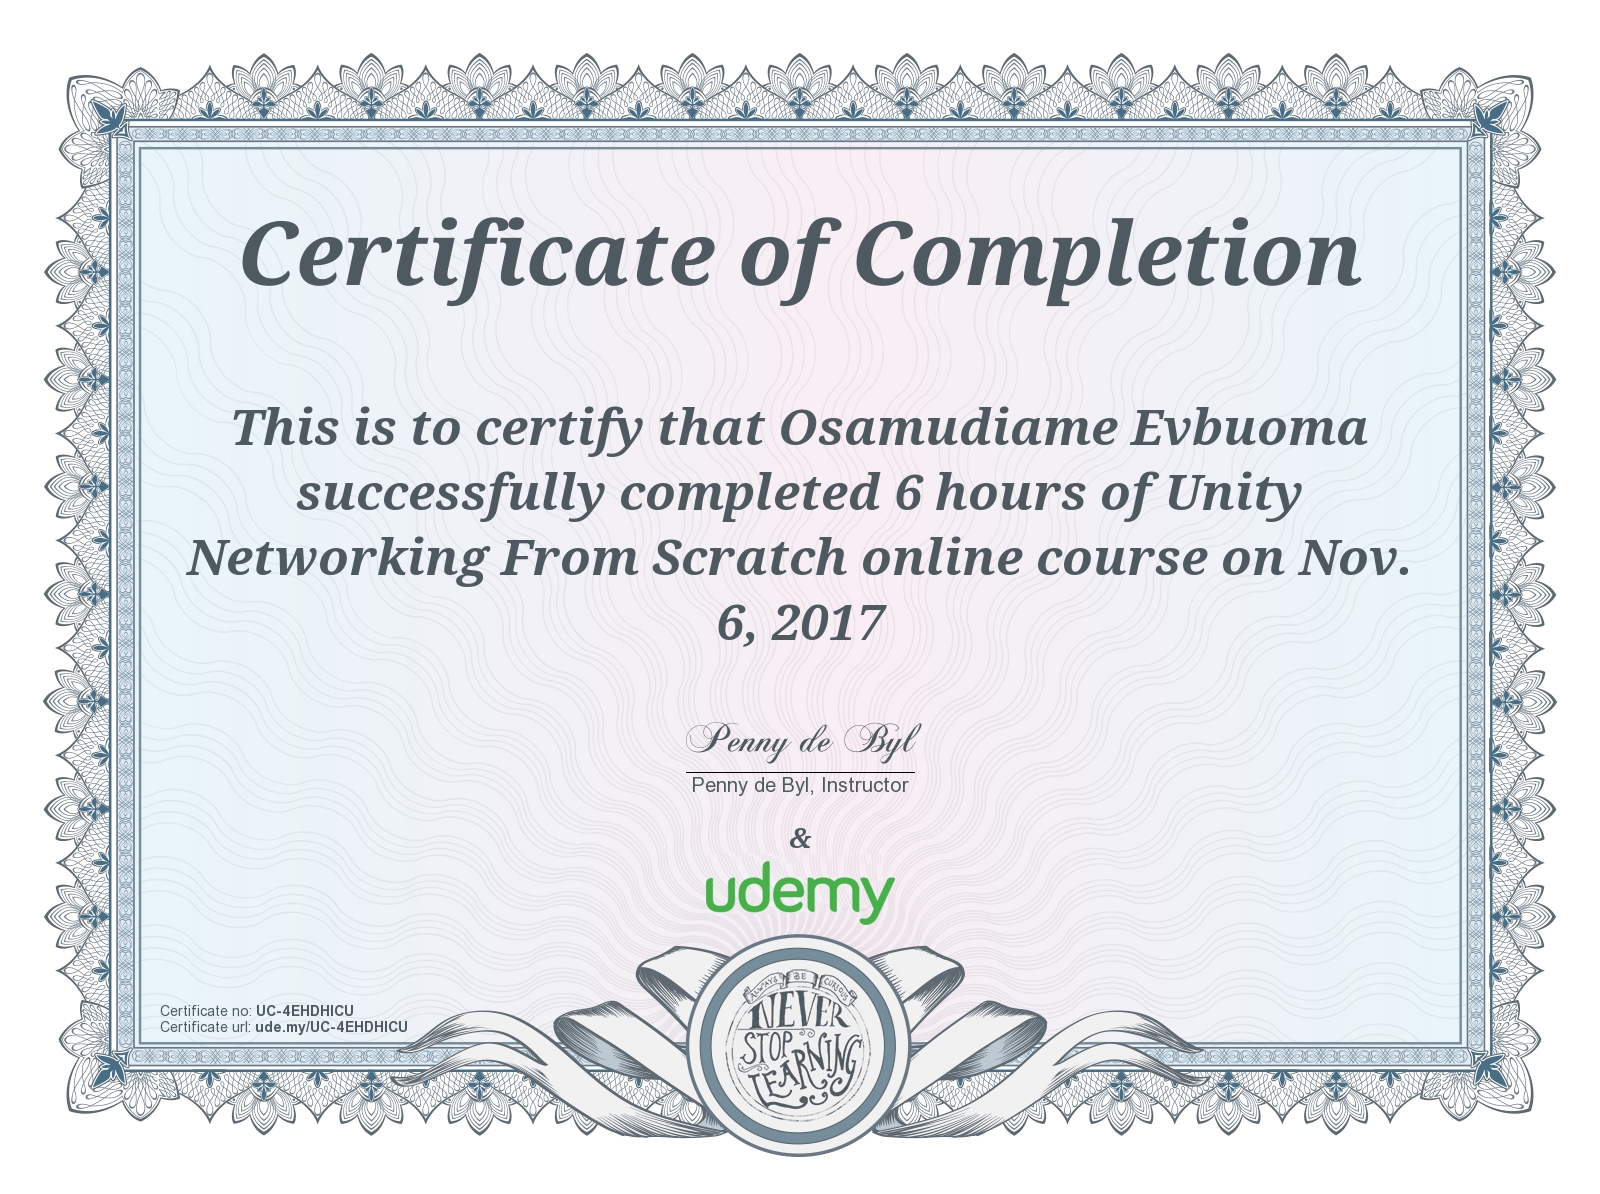 Certificate of Completion
This is to certify that Osamudiame Evbuoma
successfully completed 6 hours of Unity
Networking From Scratch online course on Nov.
6, 2017
Penny de Byl
Penny de Byl, Instructor
&
udemy
Certificate no: UC-4EHDHICU
Certificate url: ude.my/UC-4EHDHICU
ALWAYS BE CURIOUS
NEVER
STOP
LEARNING